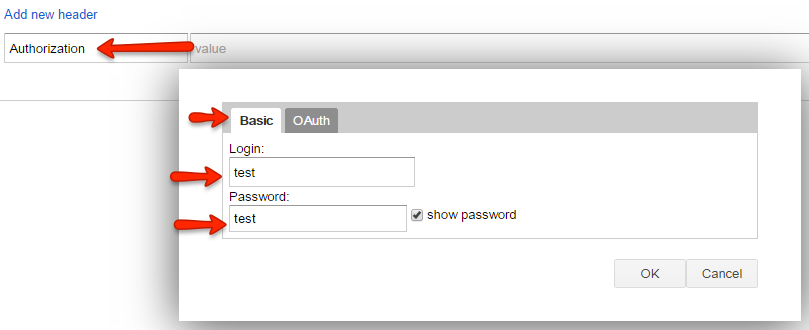 Add new header
Authorization value
Basic OAuth
Login:
test
Password:
test show password
OK Cancel